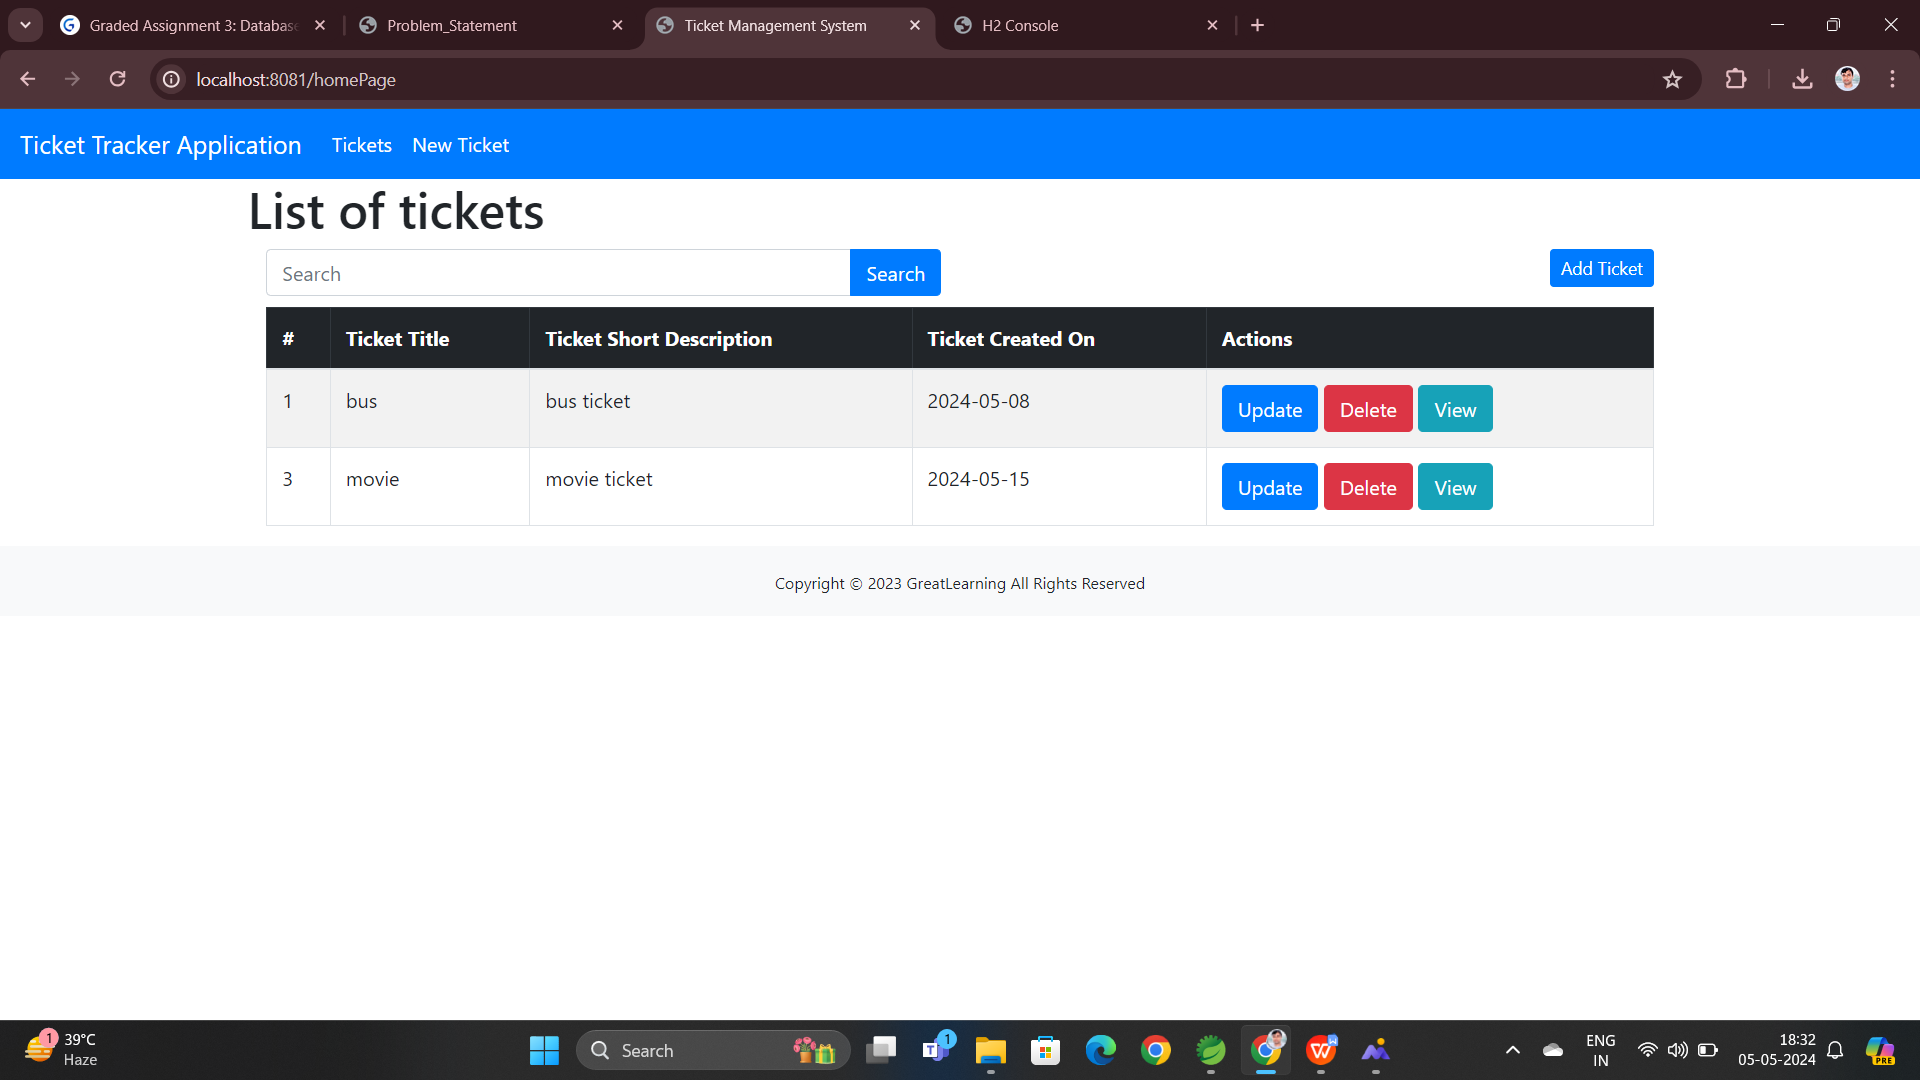 Graded Assignment 3: Databas
Problem_Statement
Ticket Management System
H2 Console
localhost:8081/homePage
Ticket Tracker Application
Tickets
New Ticket
List of tickets
Search
Search
Add Ticket
# Ticket Title Ticket Short Description Ticket Created On Actions
1 bus bus ticket 2024-05-08 Update Delete View
3 movie movie ticket 2024-05-15 Update Delete View
Copyright © 2023 GreatLearning All Rights Reserved
1
39°C
Haze
Search
T
1
W
W
ENG
IN
18:32
05-05-2024
PRE